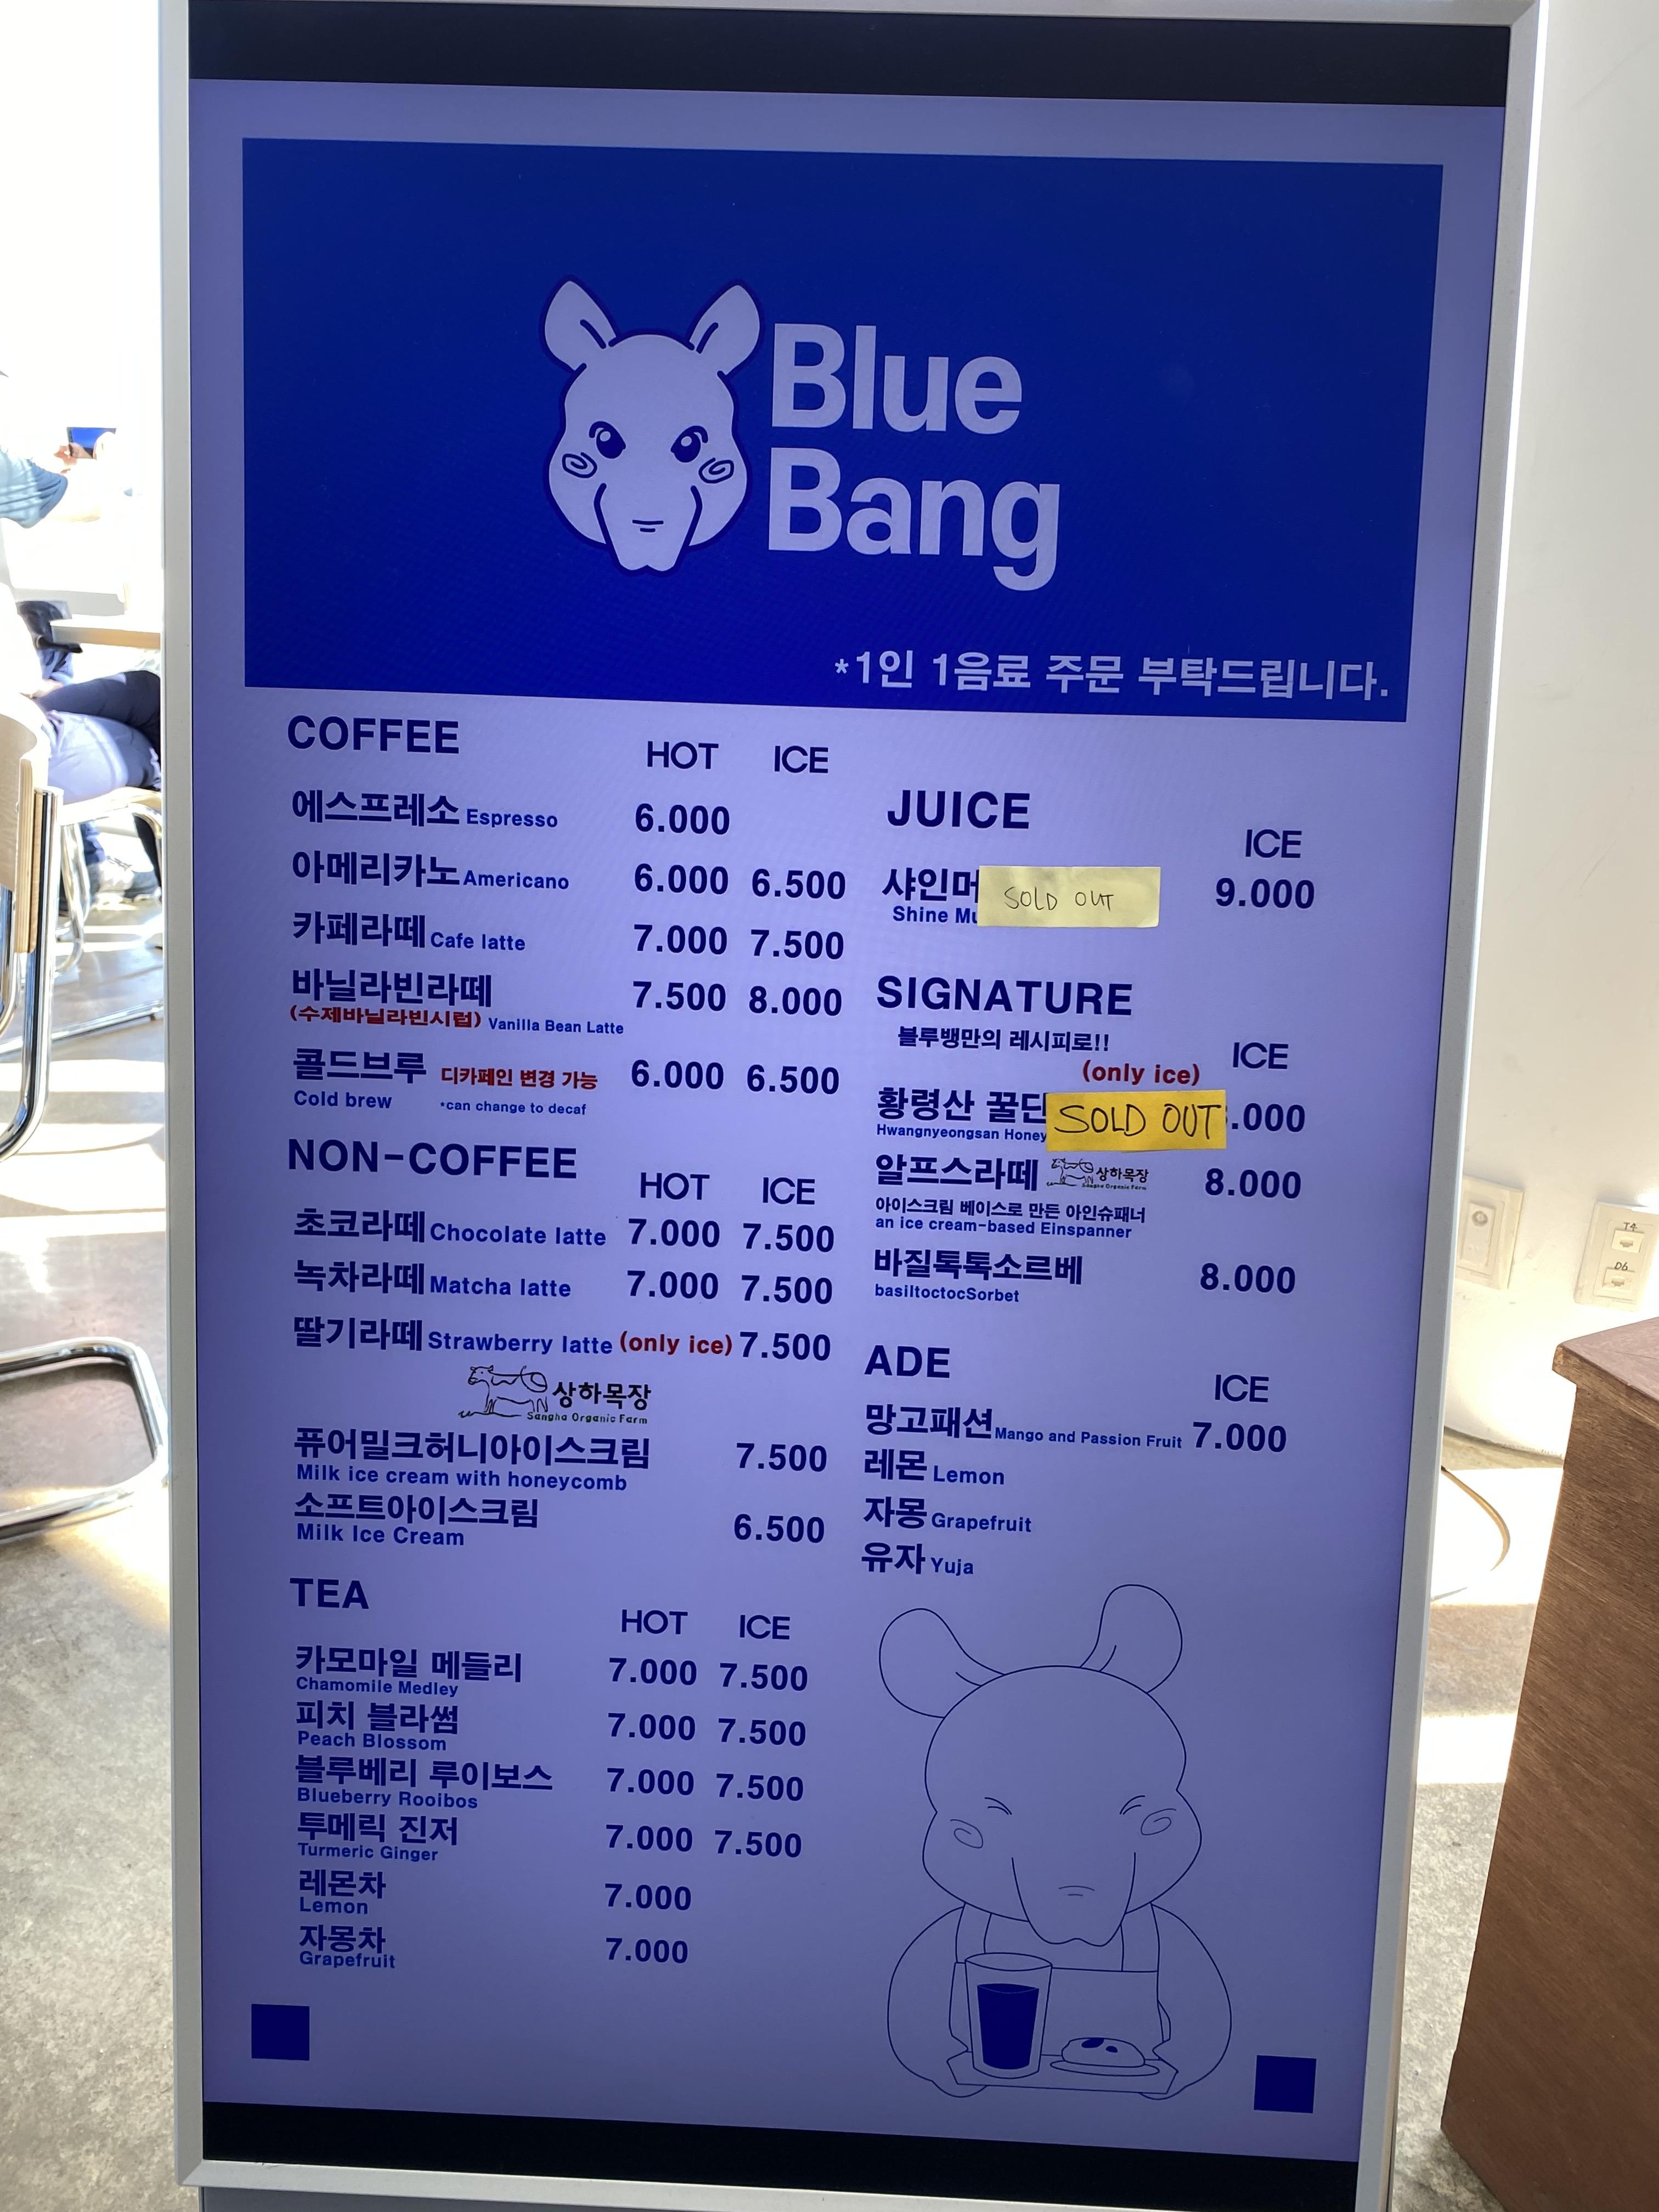 Blue
Bang
*1인 1음료 주문 부탁드립니다.
COFFEE
HOT ICE
에스프레소 Espresso 6.000
아메리카노 Americano 6.000 6.500
카페라떼 Cafe latte 7.000 7.500
바닐라빈라떼 7.500 8.000
(수제바닐라빈시럽) Vanilla Bean Latte
콜드브루 디카페인 변경 가능 6.000 6.500
Cold brew *can change to decaf
NON-COFFEE
HOT ICE
초코라떼 Chocolate latte 7.000 7.500
녹차라떼 Matcha latte 7.000 7.500
딸기라떼 Strawberry latte (only ice) 7.500
상하목장
Sangha Organic Farm
퓨어밀크허니아이스크림 7.500
Milk ice cream with honeycomb
소프트아이스크림 6.500
Milk Ice Cream
TEA
HOT ICE
카모마일 메들리 7.000 7.500
Chamomile Medley
피치 블라썸 7.000 7.500
Peach Blossom
블루베리 루이보스 7.000 7.500
Blueberry Rooibos
투메릭 진저 7.000 7.500
Turmeric Ginger
레몬차 7.000
Lemon
자몽차 7.000
Grapefruit
JUICE
ICE
샤인머 SOLD OUT 9.000
Shine Mu
SIGNATURE
블루뱅만의 레시피로!!
ICE
(only ice)
황령산 꿀단 SOLD OUT .000
Hwangnyeongsan Honey
알프스라떼 상하목장 8.000
Sangha Organic Farm
아이스크림 베이스로 만든 아인슈패너
an ice cream-based Einspanner
바질톡톡소르베 8.000
basiltoctocSorbet
ADE
ICE
망고패션 Mango and Passion Fruit 7.000
레몬 Lemon
자몽 Grapefruit
유자 Yuja
T4
D6